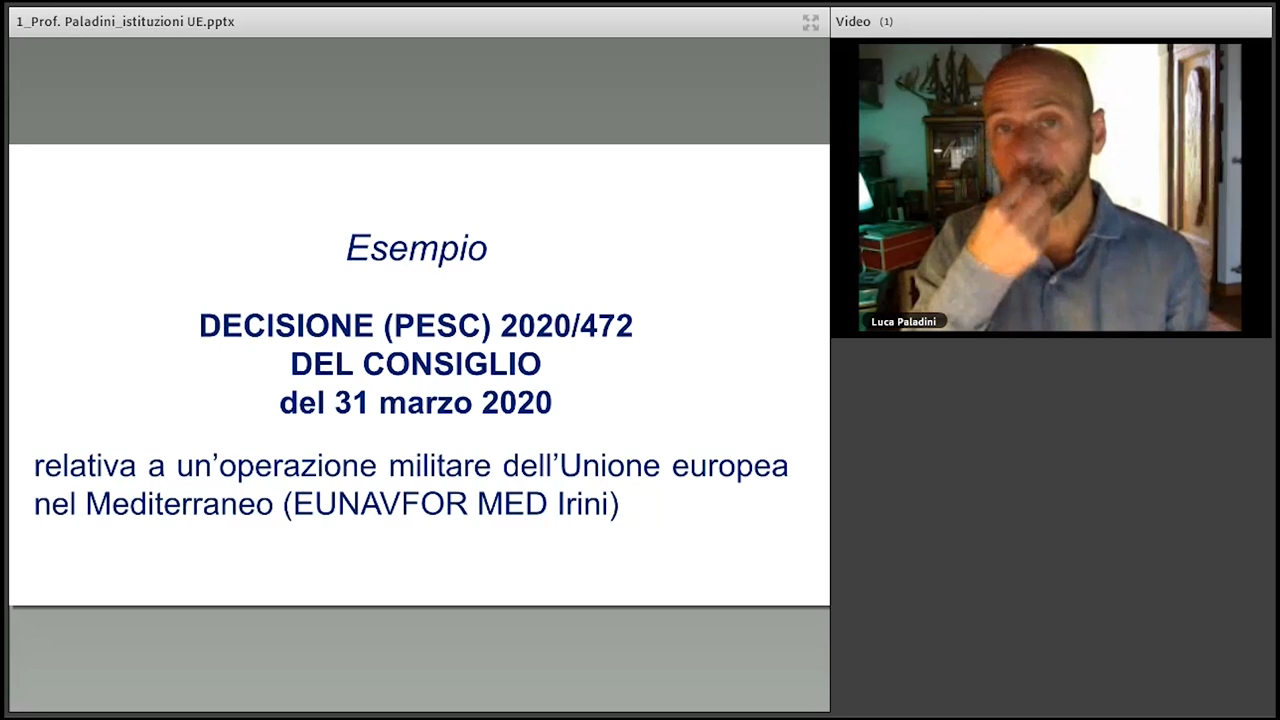 1_Prof. Paladini_istituzioni UE.pptx
Video (1)
Esempio
DECISIONE (PESC) 2020/472
DEL CONSIGLIO
del 31 marzo 2020
relativa a un’operazione militare dell’Unione europea
nel Mediterraneo (EUNAVFOR MED Irini)
Luca Paladini